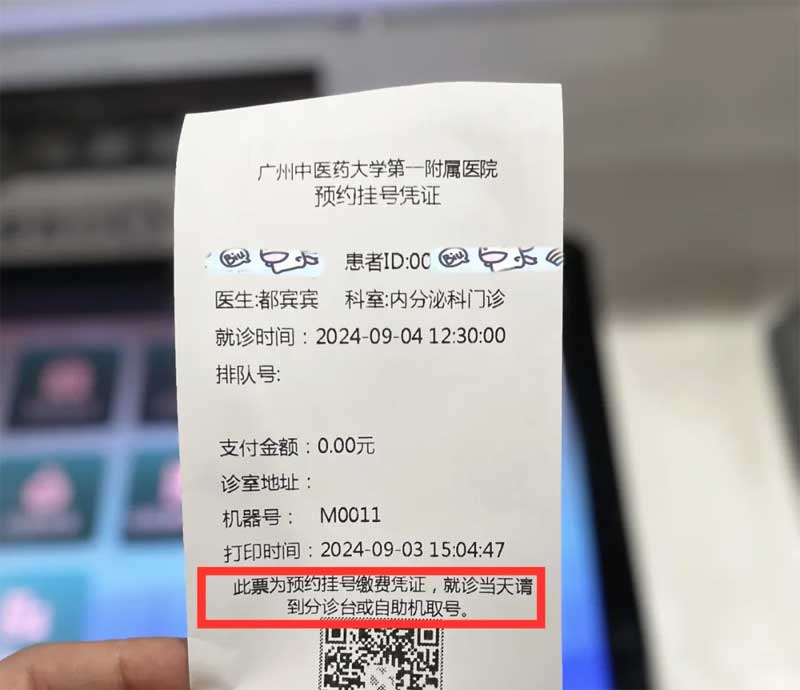 广州中医药大学第一附属医院
预约挂号凭证
Biu 患者ID:00 Biu
医生:都宾宾 科室:内分泌科门诊
就诊时间：2024-09-04 12:30:00
排队号:
支付金额：0.00元
诊室地址：
机器号： M0011
打印时间：2024-09-03 15:04:47
此票为预约挂号缴费凭证，就诊当天请
到分诊台或自助机取号。